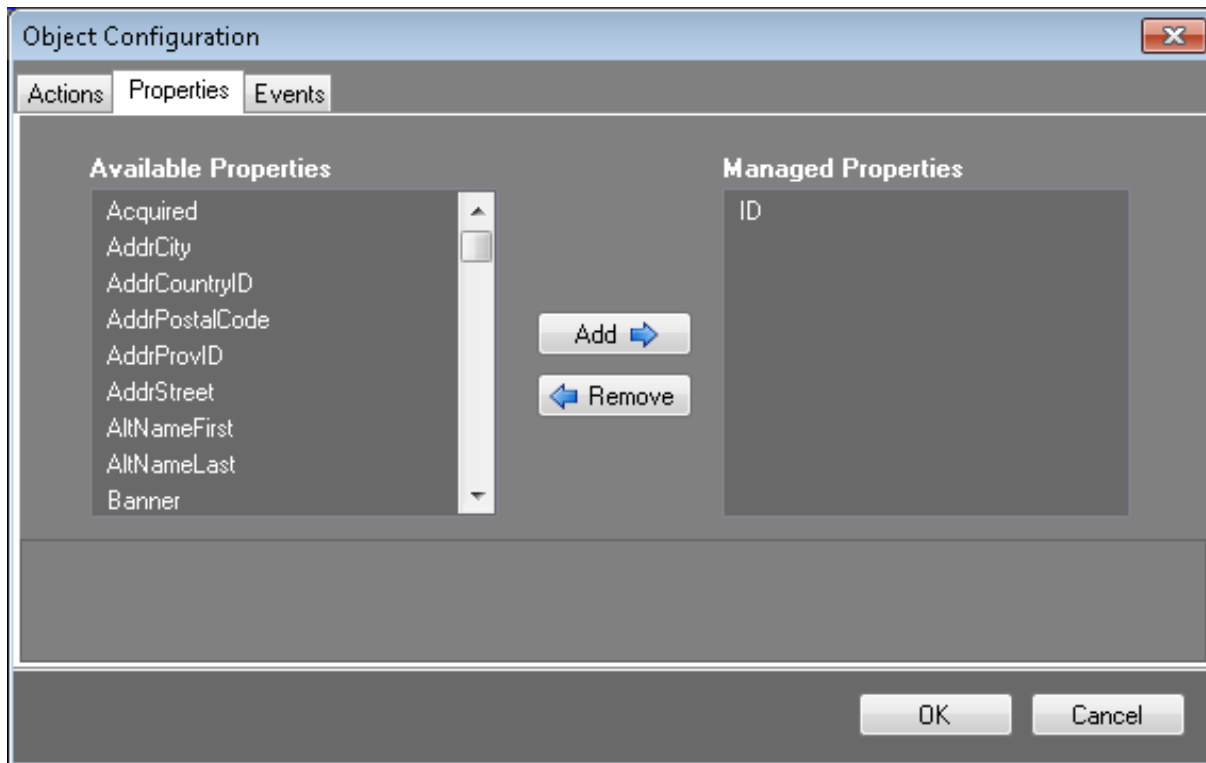 Object Configuration
Actions Properties Events
Available Properties
Acquired
AddrCity
AddrCountryID
AddrPostalCode
AddrProvID
AddrStreet
AltNameFirst
AltNameLast
Banner
Add
Remove
Managed Properties
ID
OK Cancel